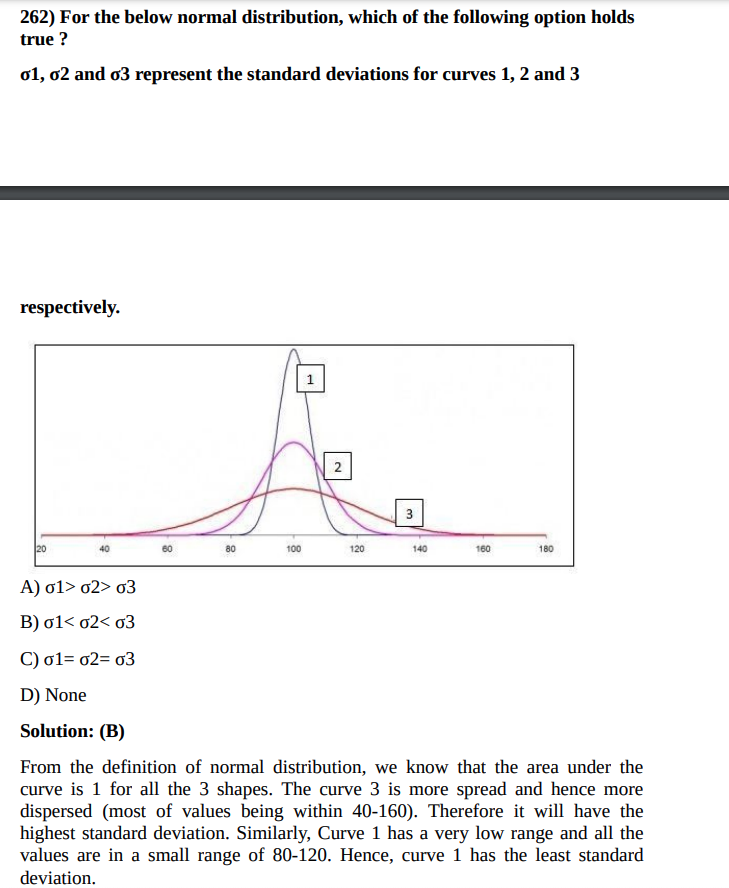 262) For the below normal distribution, which of the following option holds
true ?
σ1, σ2 and σ3 represent the standard deviations for curves 1, 2 and 3
respectively.
1
2
3
20 40 60 80 100 120 140 160 180
A) σ1> σ2> σ3
B) σ1< σ2< σ3
C) σ1= σ2= σ3
D) None
Solution: (B)
From the definition of normal distribution, we know that the area under the
curve is 1 for all the 3 shapes. The curve 3 is more spread and hence more
dispersed (most of values being within 40-160). Therefore it will have the
highest standard deviation. Similarly, Curve 1 has a very low range and all the
values are in a small range of 80-120. Hence, curve 1 has the least standard
deviation.